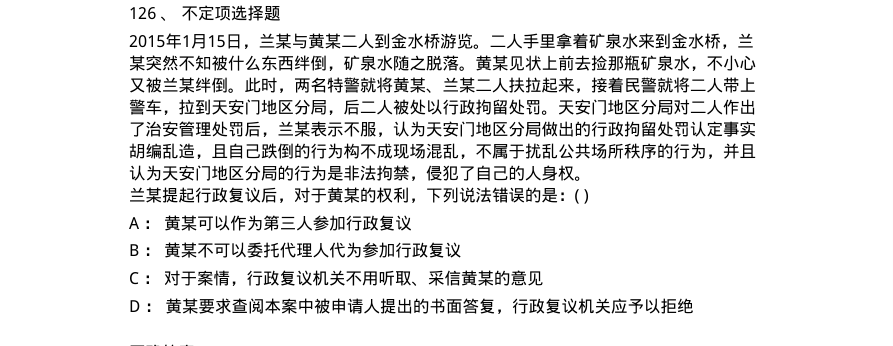 126 、 不定项选择题
2015年1月15日，兰某与黄某二人到金水桥游览。二人手里拿着矿泉水来到金水桥，兰
某突然不知被什么东西绊倒，矿泉水随之脱落。黄某见状上前去捡那瓶矿泉水，不小心
又被兰某绊倒。此时，两名特警就将黄某、兰某二人扶拉起来，接着民警就将二人带上
警车，拉到天安门地区分局，后二人被处以行政拘留处罚。天安门地区分局对二人作出
了治安管理处罚后，兰某表示不服，认为天安门地区分局做出的行政拘留处罚认定事实
胡编乱造，且自己跌倒的行为构不成现场混乱，不属于扰乱公共场所秩序的行为，并且
认为天安门地区分局的行为是非法拘禁，侵犯了自己的人身权。
兰某提起行政复议后，对于黄某的权利，下列说法错误的是：( )
A ： 黄某可以作为第三人参加行政复议
B ： 黄某不可以委托代理人代为参加行政复议
C ： 对于案情，行政复议机关不用听取、采信黄某的意见
D ： 黄某要求查阅本案中被申请人提出的书面答复，行政复议机关应予以拒绝